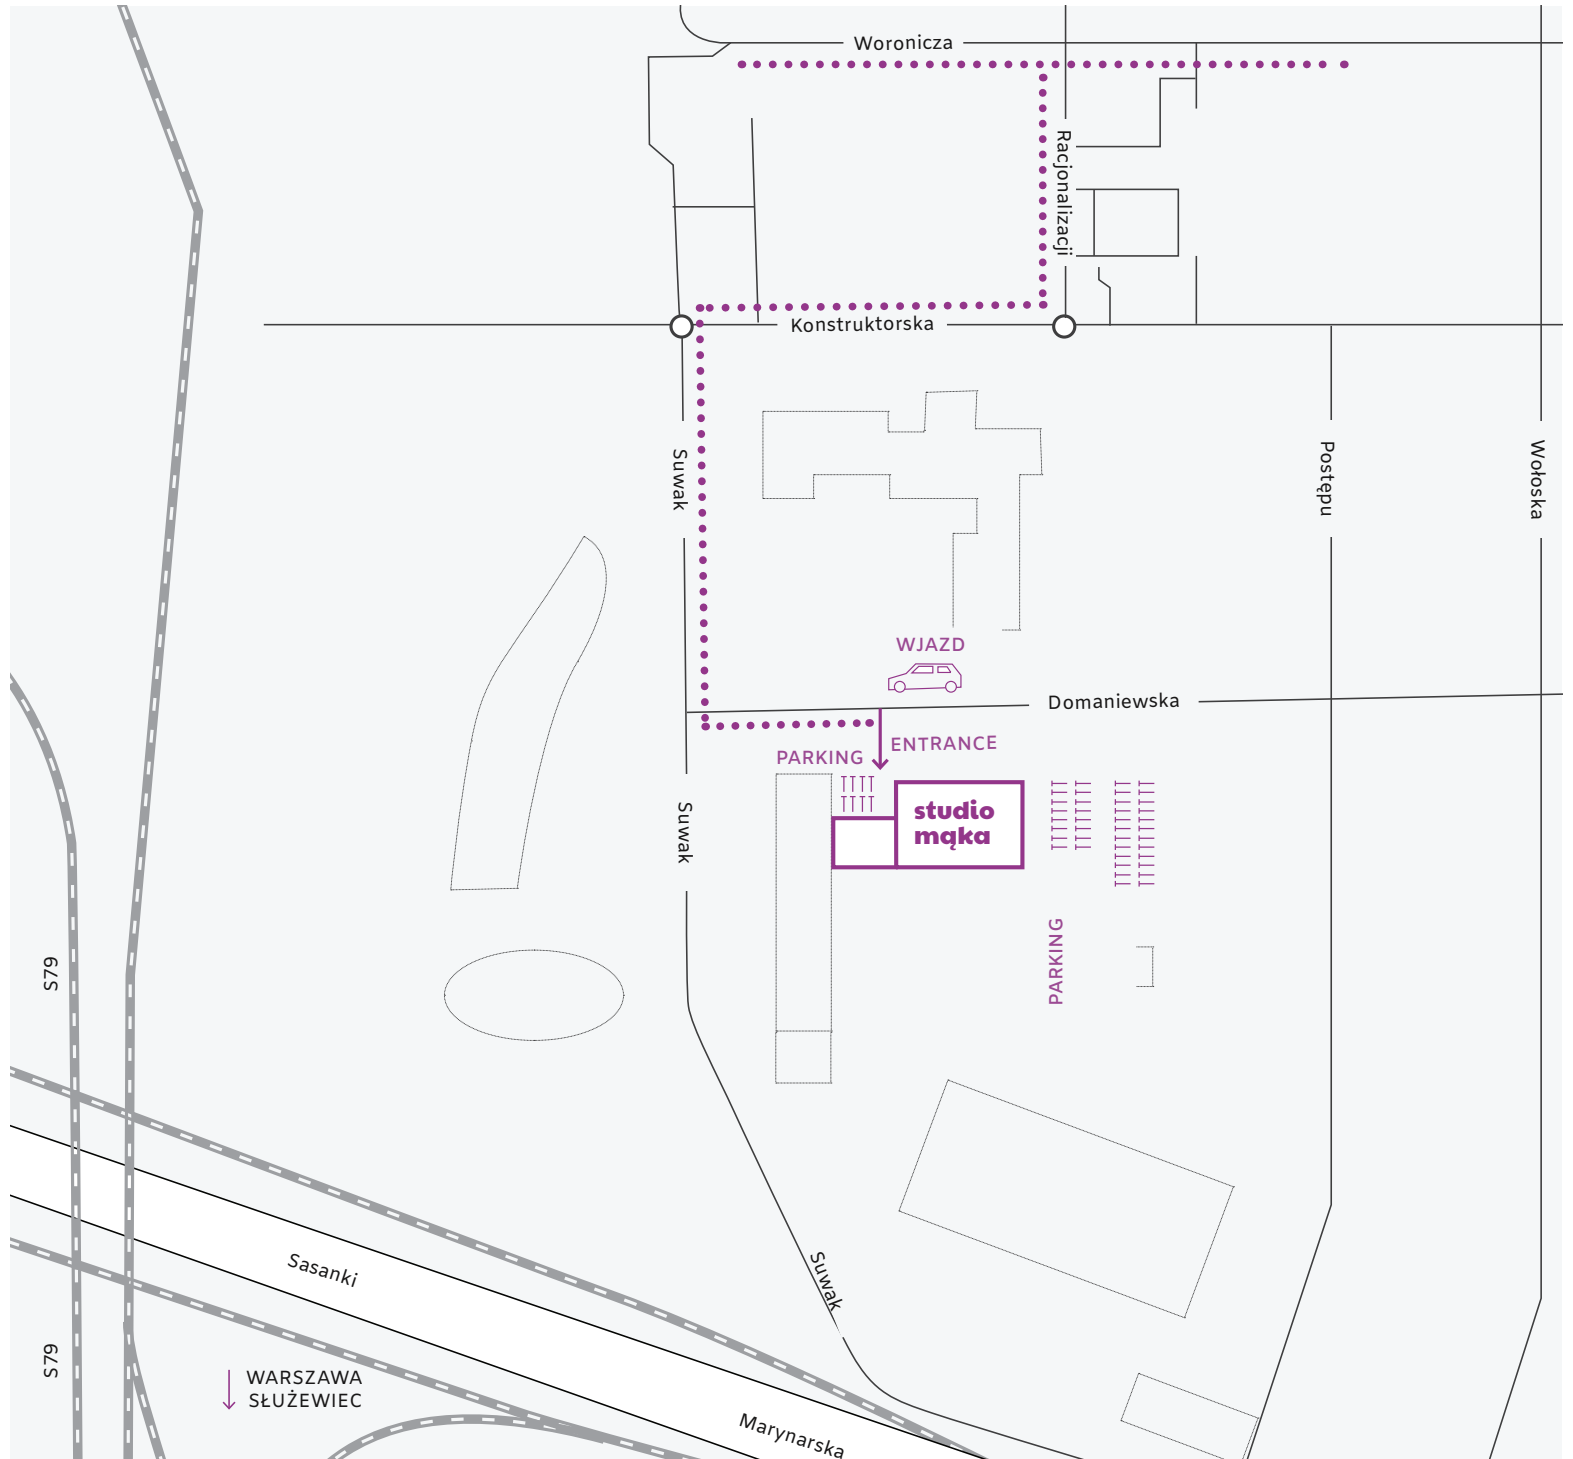 Woronicza
Racjonalizacji
Konstruktorska
Suwak
Postępu
Wołoska
WJAZD
Domaniewska
ENTRANCE
PARKING
studio
mąka
Suwak
PARKING
S79
Suwak
Sasanki
S79
WARSZAWA
SŁUŻEWIEC
Marynarska